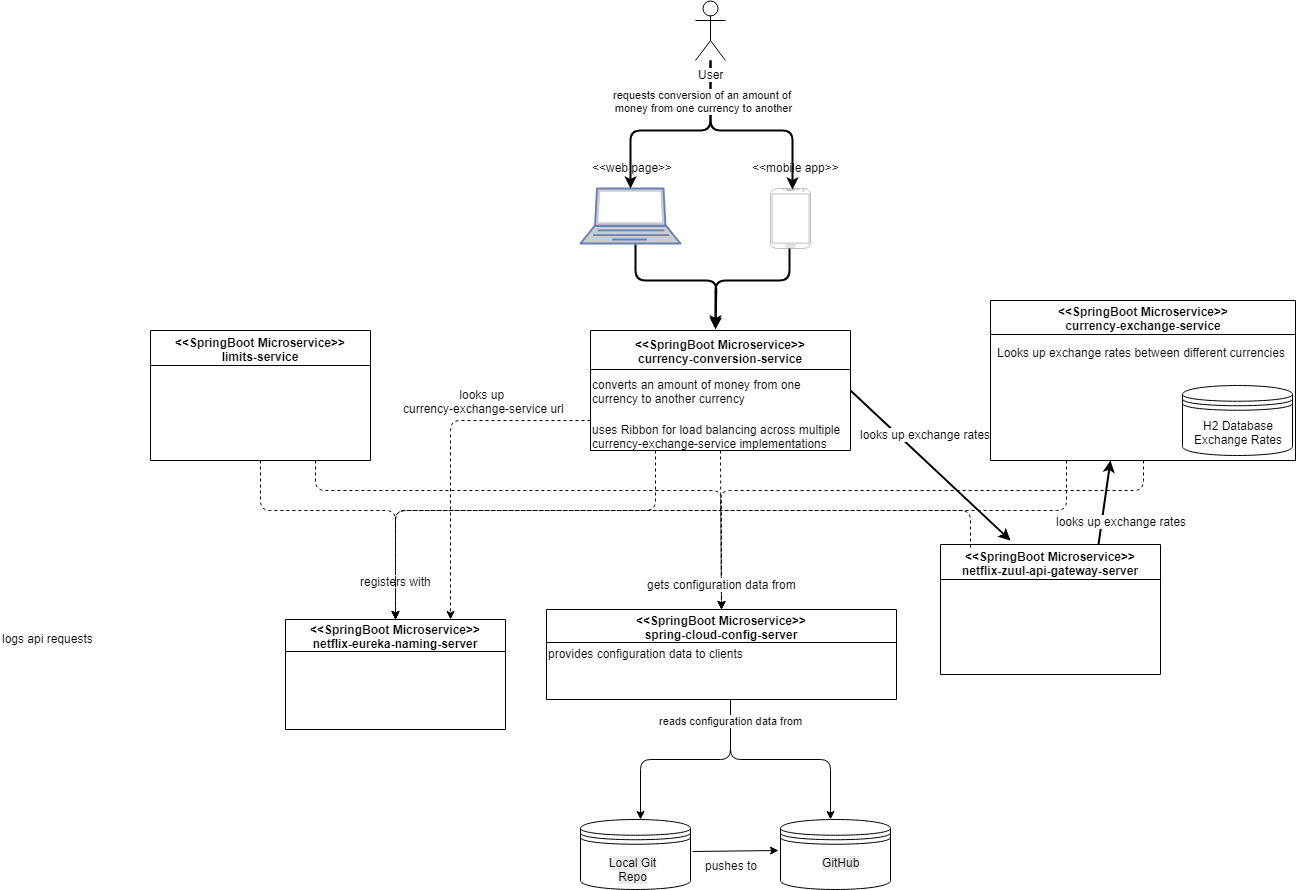 User
requests conversion of an amount of
money from one currency to another
<<web page>>
<<mobile app>>
<<SpringBoot Microservice>>
limits-service
<<SpringBoot Microservice>>
currency-conversion-service
converts an amount of money from one
currency to another currency
uses Ribbon for load balancing across multiple
currency-exchange-service implementations
<<SpringBoot Microservice>>
currency-exchange-service
Looks up exchange rates between different currencies
H2 Database
Exchange Rates
looks up
currency-exchange-service url
looks up exchange rates
looks up exchange rates
registers with
gets configuration data from
<<SpringBoot Microservice>>
netflix-zuul-api-gateway-server
logs api requests
<<SpringBoot Microservice>>
netflix-eureka-naming-server
<<SpringBoot Microservice>>
spring-cloud-config-server
provides configuration data to clients
reads configuration data from
Local Git
Repo
pushes to
GitHub